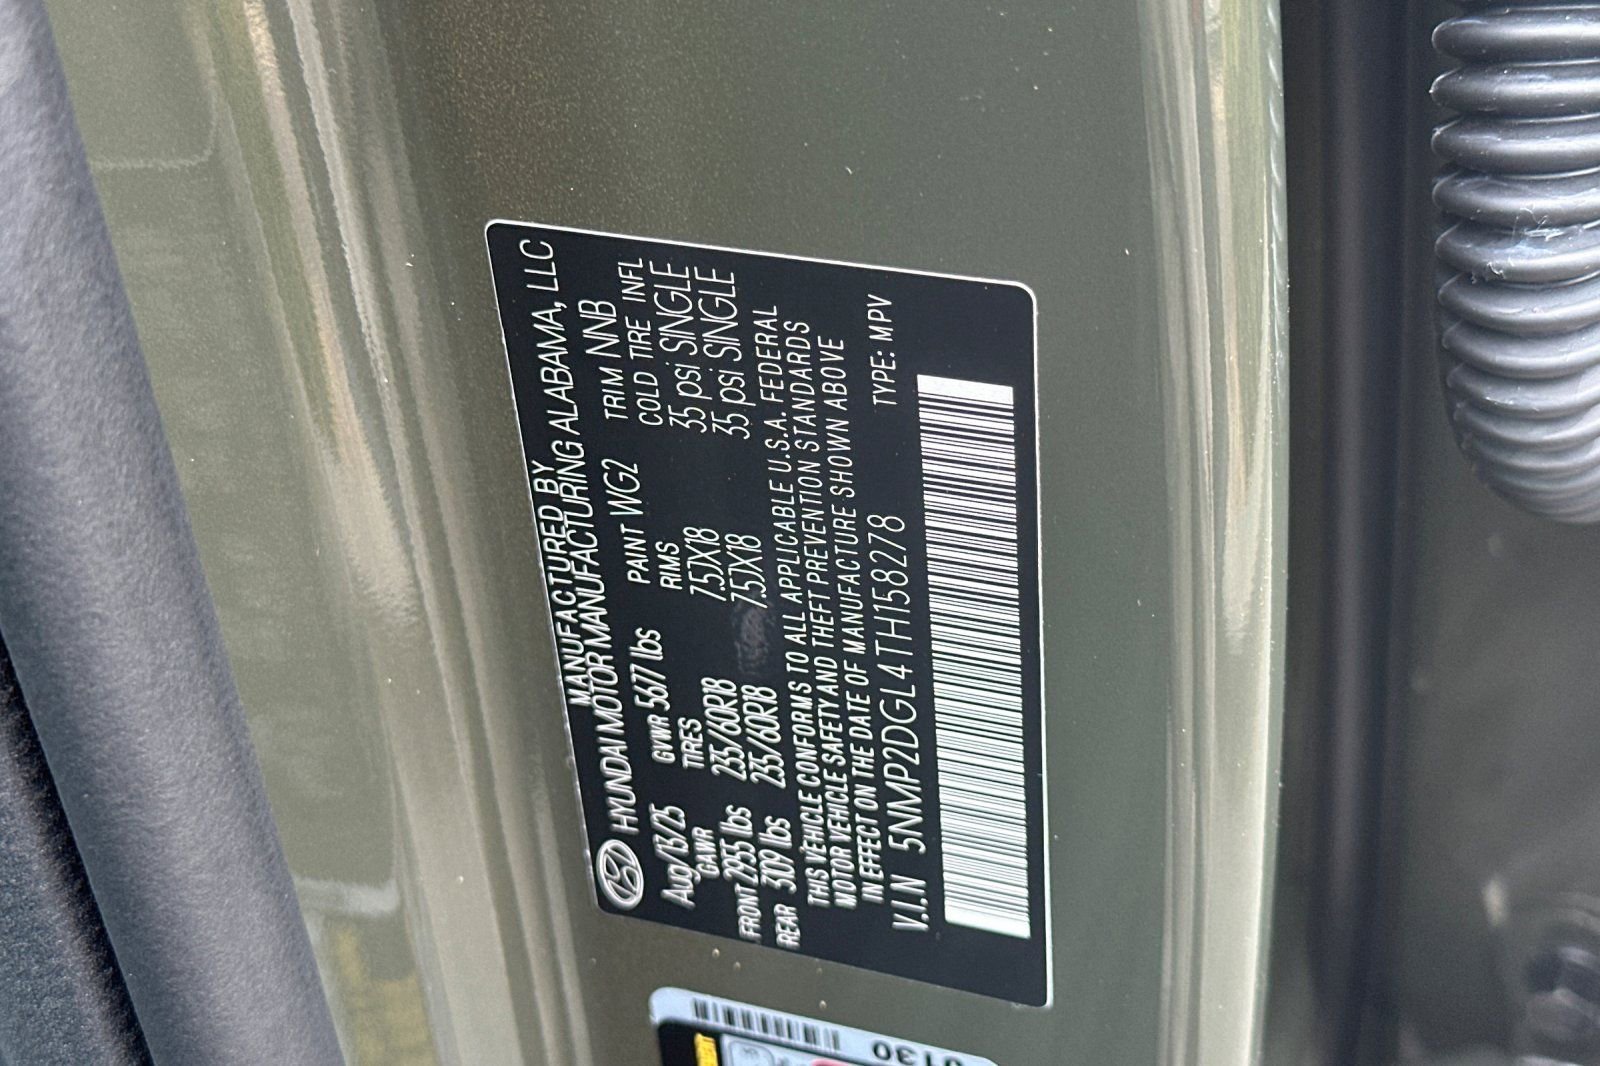 MANUFACTURED BY
HYUNDAI MOTOR MANUFACTURING ALABAMA, LLC
Aug/13/25 GVWR 5677 lbs PAINT WG2 TRIM NNB
GAWR TIRES RIMS COLD TIRE INFL
FRONT 2955 lbs 235/60R18 7.5JX18 35 psi SINGLE
REAR 3109 lbs 235/60R18 7.5JX18 35 psi SINGLE
THIS VEHICLE CONFORMS TO ALL APPLICABLE U.S.A. FEDERAL
MOTOR VEHICLE SAFETY AND THEFT PREVENTION STANDARDS
IN EFFECT ON THE DATE OF MANUFACTURE SHOWN ABOVE
V.I.N 5NMP2DGL4TH158278 TYPE: MPV